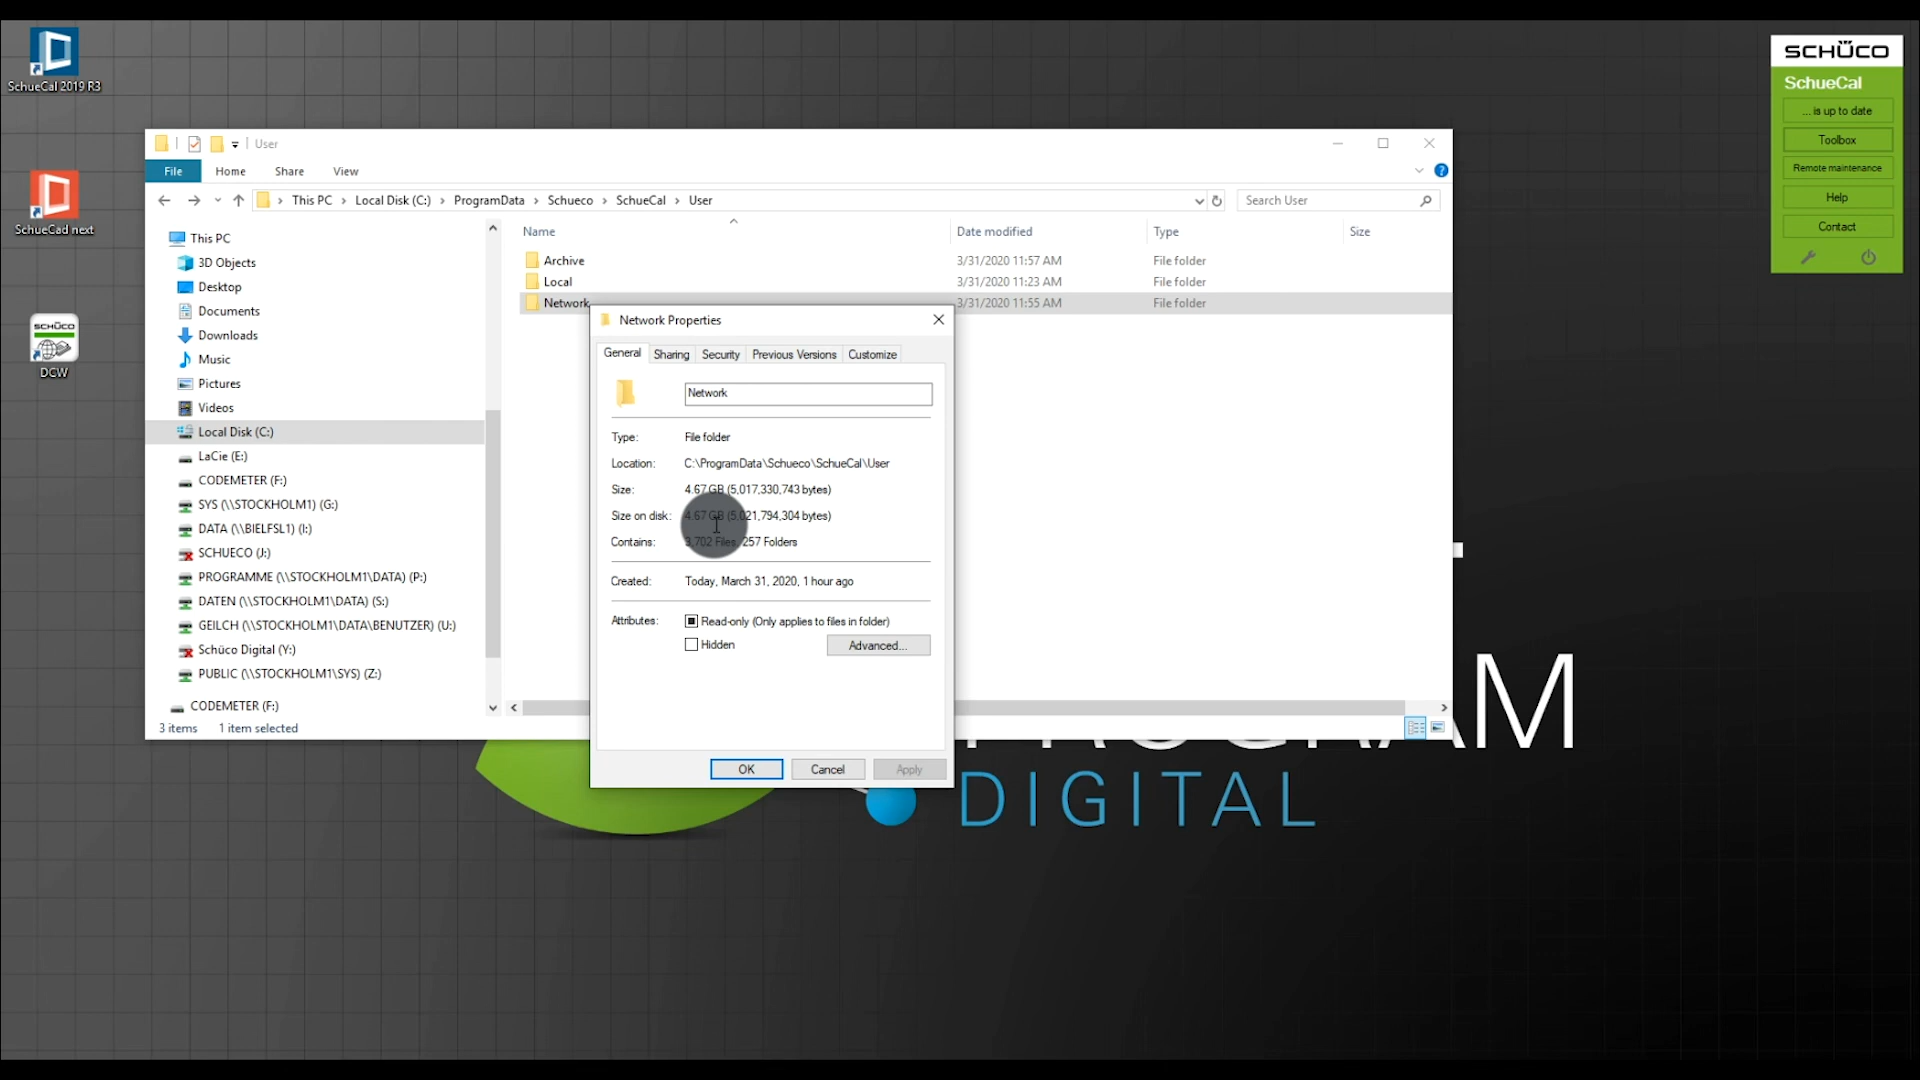 SchueCal 2019 R3
SchueCad next
SCHÜCO
DCW
SCHÜCO
SchueCal
... is up to date
Toolbox
Remote maintenance
Help
Contact
User
File Home Share View
This PC Local Disk (C:) ProgramData Schueco SchueCal User
Search User
This PC
3D Objects
Desktop
Documents
Downloads
Music
Pictures
Videos
Local Disk (C:)
LaCie (E:)
CODEMETER (F:)
SYS (\\STOCKHOLM1) (G:)
DATA (\\BIELFSL1) (I:)
SCHUECO (J:)
PROGRAMME (\\STOCKHOLM1\DATA) (P:)
DATEN (\\STOCKHOLM1\DATA) (S:)
GEILCH (\\STOCKHOLM1\DATA\BENUTZER) (U:)
Schüco Digital (Y:)
PUBLIC (\\STOCKHOLM1\SYS) (Z:)
CODEMETER (F:)
3 items 1 item selected
Name Date modified Type Size
Archive 3/31/2020 11:57 AM File folder
Local 3/31/2020 11:23 AM File folder
Network 3/31/2020 11:55 AM File folder
Network Properties
General Sharing Security Previous Versions Customize
Network
Type: File folder
Location: C:\ProgramData\Schueco\SchueCal\User
Size: 4.67 GB (5,017,330,743 bytes)
Size on disk: 4.67 GB (5,021,794,304 bytes)
Contains: 3,702 Files, 257 Folders
Created: Today, March 31, 2020, 1 hour ago
Attributes: Read-only (Only applies to files in folder)
Hidden Advanced...
OK Cancel Apply
DIGITAL